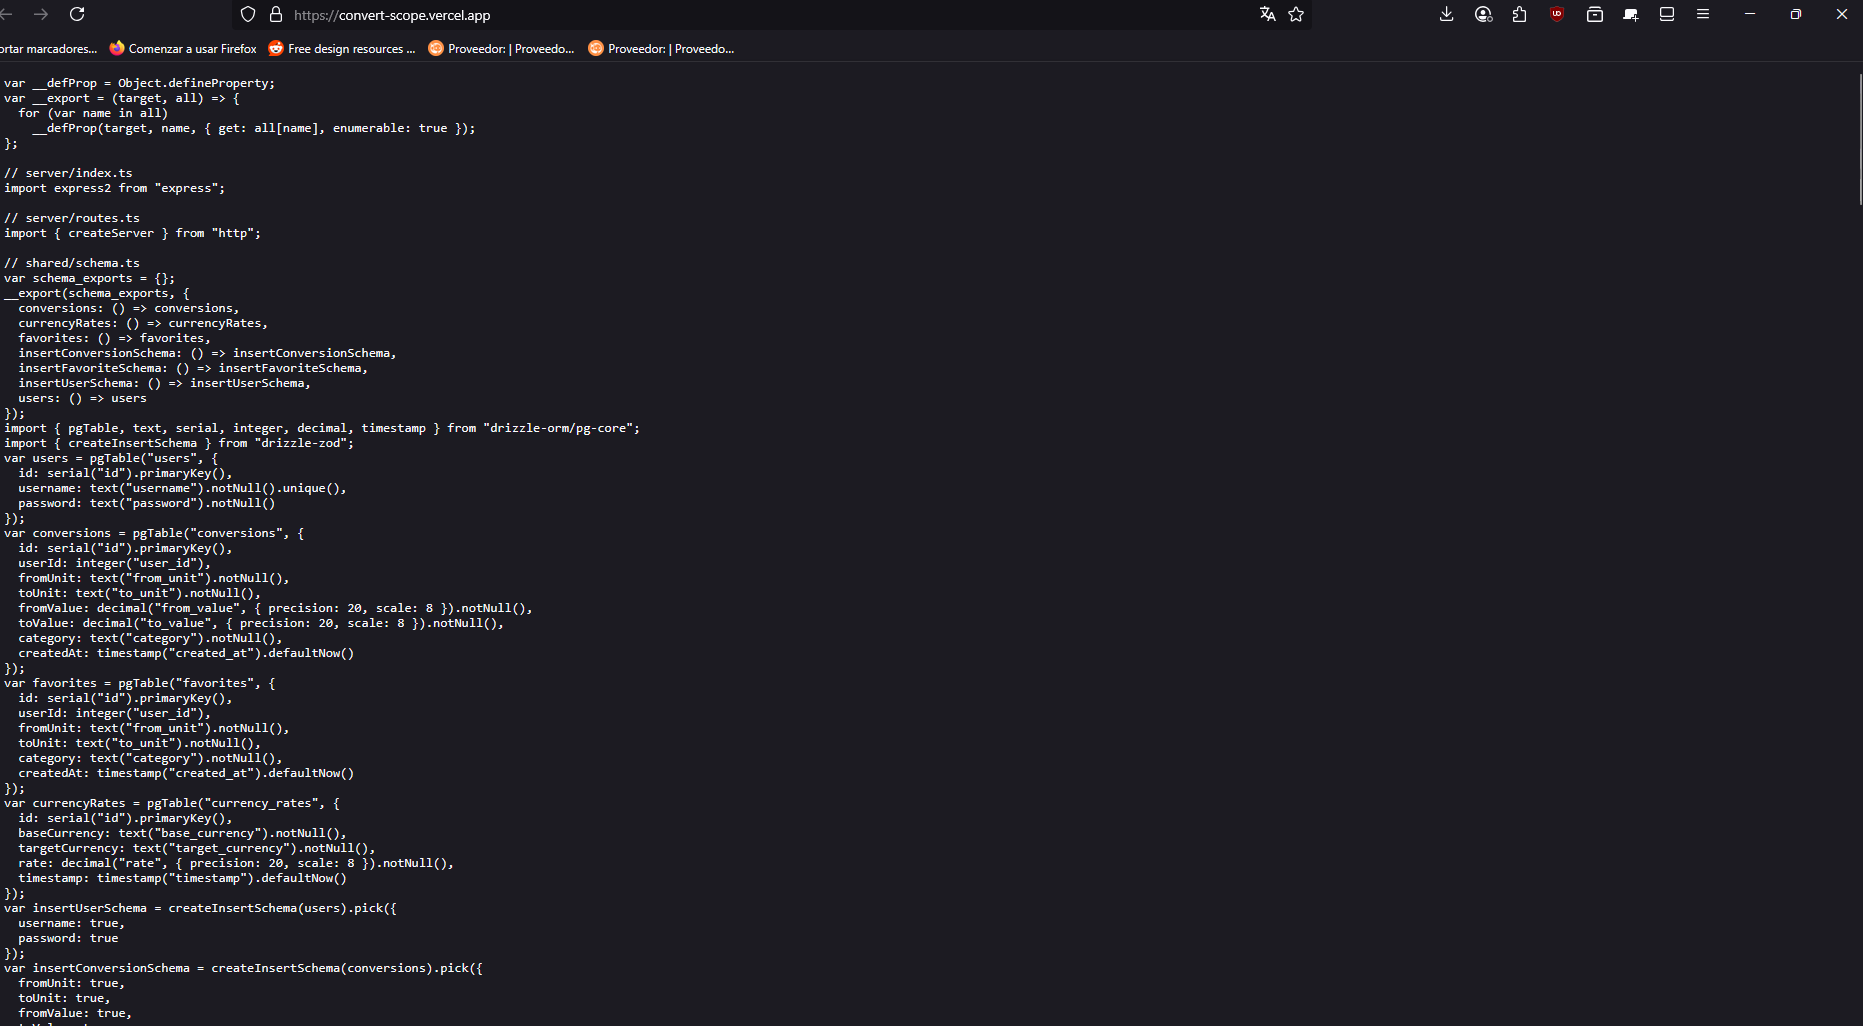 https://convert-scope.vercel.app
ortar marcadores...
Comenzar a usar Firefox
Free design resources ...
Proveedor: | Proveedo...
Proveedor: | Proveedo...
var __defProp = Object.defineProperty;
var __export = (target, all) => {
  for (var name in all)
    __defProp(target, name, { get: all[name], enumerable: true });
};

// server/index.ts
import express2 from "express";

// server/routes.ts
import { createServer } from "http";

// shared/schema.ts
var schema_exports = {};
__export(schema_exports, {
  conversions: () => conversions,
  currencyRates: () => currencyRates,
  favorites: () => favorites,
  insertConversionSchema: () => insertConversionSchema,
  insertFavoriteSchema: () => insertFavoriteSchema,
  insertUserSchema: () => insertUserSchema,
  users: () => users
});
import { pgTable, text, serial, integer, decimal, timestamp } from "drizzle-orm/pg-core";
import { createInsertSchema } from "drizzle-zod";
var users = pgTable("users", {
  id: serial("id").primaryKey(),
  username: text("username").notNull().unique(),
  password: text("password").notNull()
});
var conversions = pgTable("conversions", {
  id: serial("id").primaryKey(),
  userId: integer("user_id"),
  fromUnit: text("from_unit").notNull(),
  toUnit: text("to_unit").notNull(),
  fromValue: decimal("from_value", { precision: 20, scale: 8 }).notNull(),
  toValue: decimal("to_value", { precision: 20, scale: 8 }).notNull(),
  category: text("category").notNull(),
  createdAt: timestamp("created_at").defaultNow()
});
var favorites = pgTable("favorites", {
  id: serial("id").primaryKey(),
  userId: integer("user_id"),
  fromUnit: text("from_unit").notNull(),
  toUnit: text("to_unit").notNull(),
  category: text("category").notNull(),
  createdAt: timestamp("created_at").defaultNow()
});
var currencyRates = pgTable("currency_rates", {
  id: serial("id").primaryKey(),
  baseCurrency: text("base_currency").notNull(),
  targetCurrency: text("target_currency").notNull(),
  rate: decimal("rate", { precision: 20, scale: 8 }).notNull(),
  timestamp: timestamp("timestamp").defaultNow()
});
var insertUserSchema = createInsertSchema(users).pick({
  username: true,
  password: true
});
var insertConversionSchema = createInsertSchema(conversions).pick({
  fromUnit: true,
  toUnit: true,
  fromValue: true,